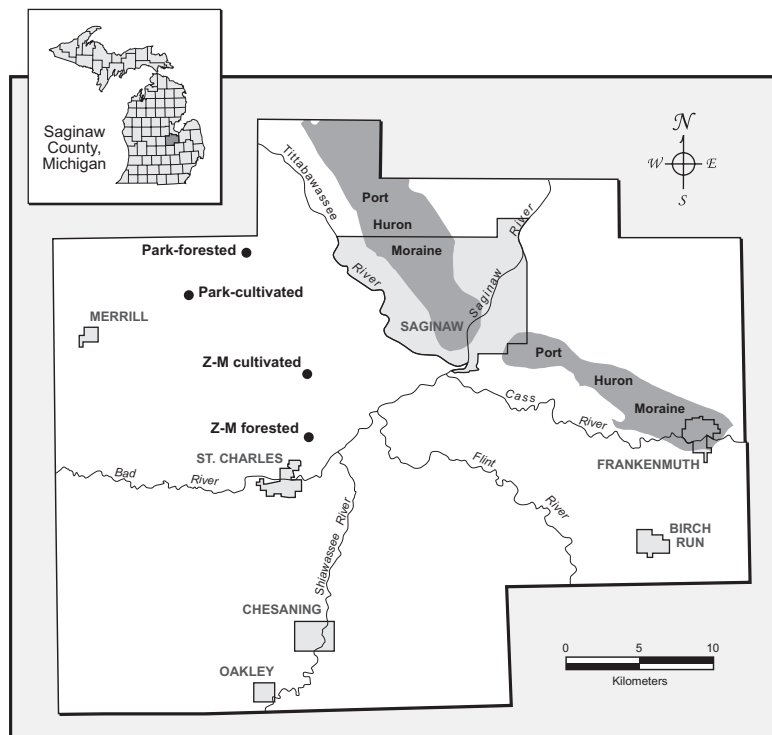 Saginaw
County,
Michigan
N
W E
S
Tittabawassee
River
Port
Huron
Moraine
Saginaw
River
SAGINAW
Park-forested
Park-cultivated
MERRILL
Z-M cultivated
Z-M forested
ST. CHARLES
Bad
River
Port
Huron
Moraine
Cass
River
FRANKENMUTH
Flint
River
BIRCH
RUN
Shiawassee River
CHESANING
OAKLEY
0 5 10
Kilometers